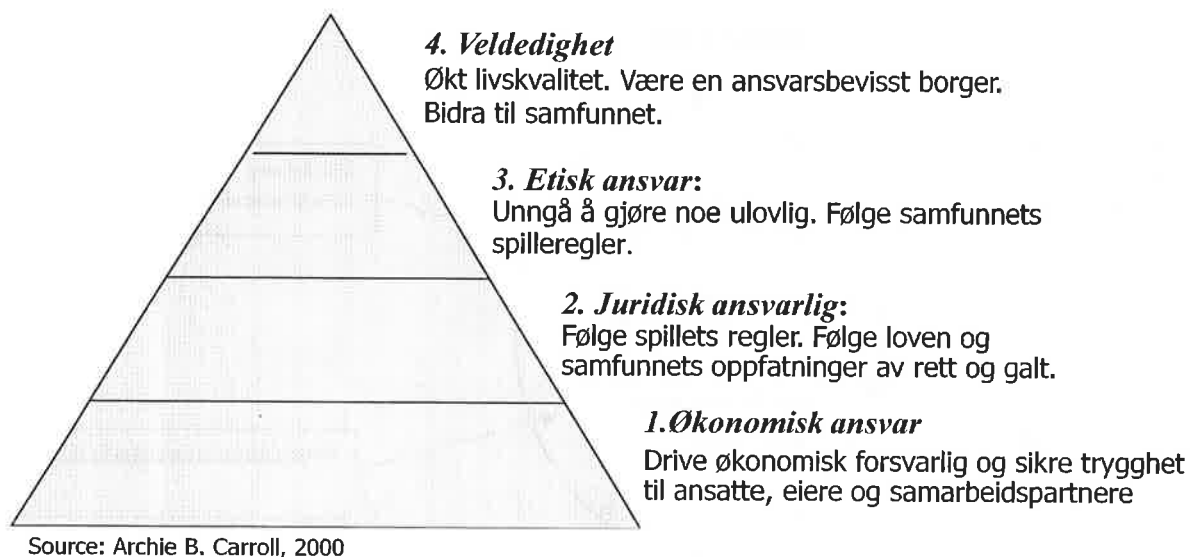 4. Veldedighet
Økt livskvalitet. Være en ansvarsbevisst borger.
Bidra til samfunnet.
3. Etisk ansvar:
Unngå å gjøre noe ulovlig. Følge samfunnets
spilleregler.
2. Juridisk ansvarlig:
Følge spillets regler. Følge loven og
samfunnets oppfatninger av rett og galt.
1.Økonomisk ansvar
Drive økonomisk forsvarlig og sikre trygghet
til ansatte, eiere og samarbeidspartnere
Source: Archie B. Carroll, 2000